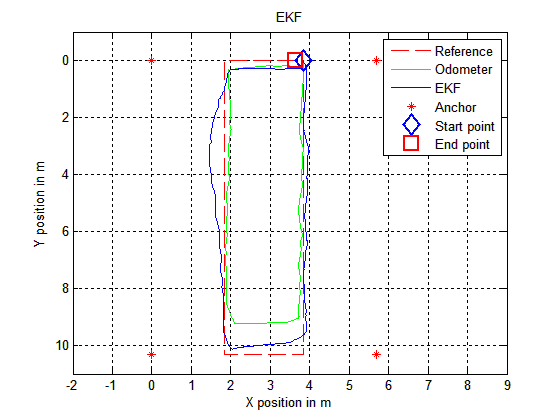 EKF
Reference
Odometer
EKF
Anchor
Start point
End point
0
2
4
6
8
10
Y position in m
-2
-1
0
1
2
3
4
5
6
7
8
9
X position in m